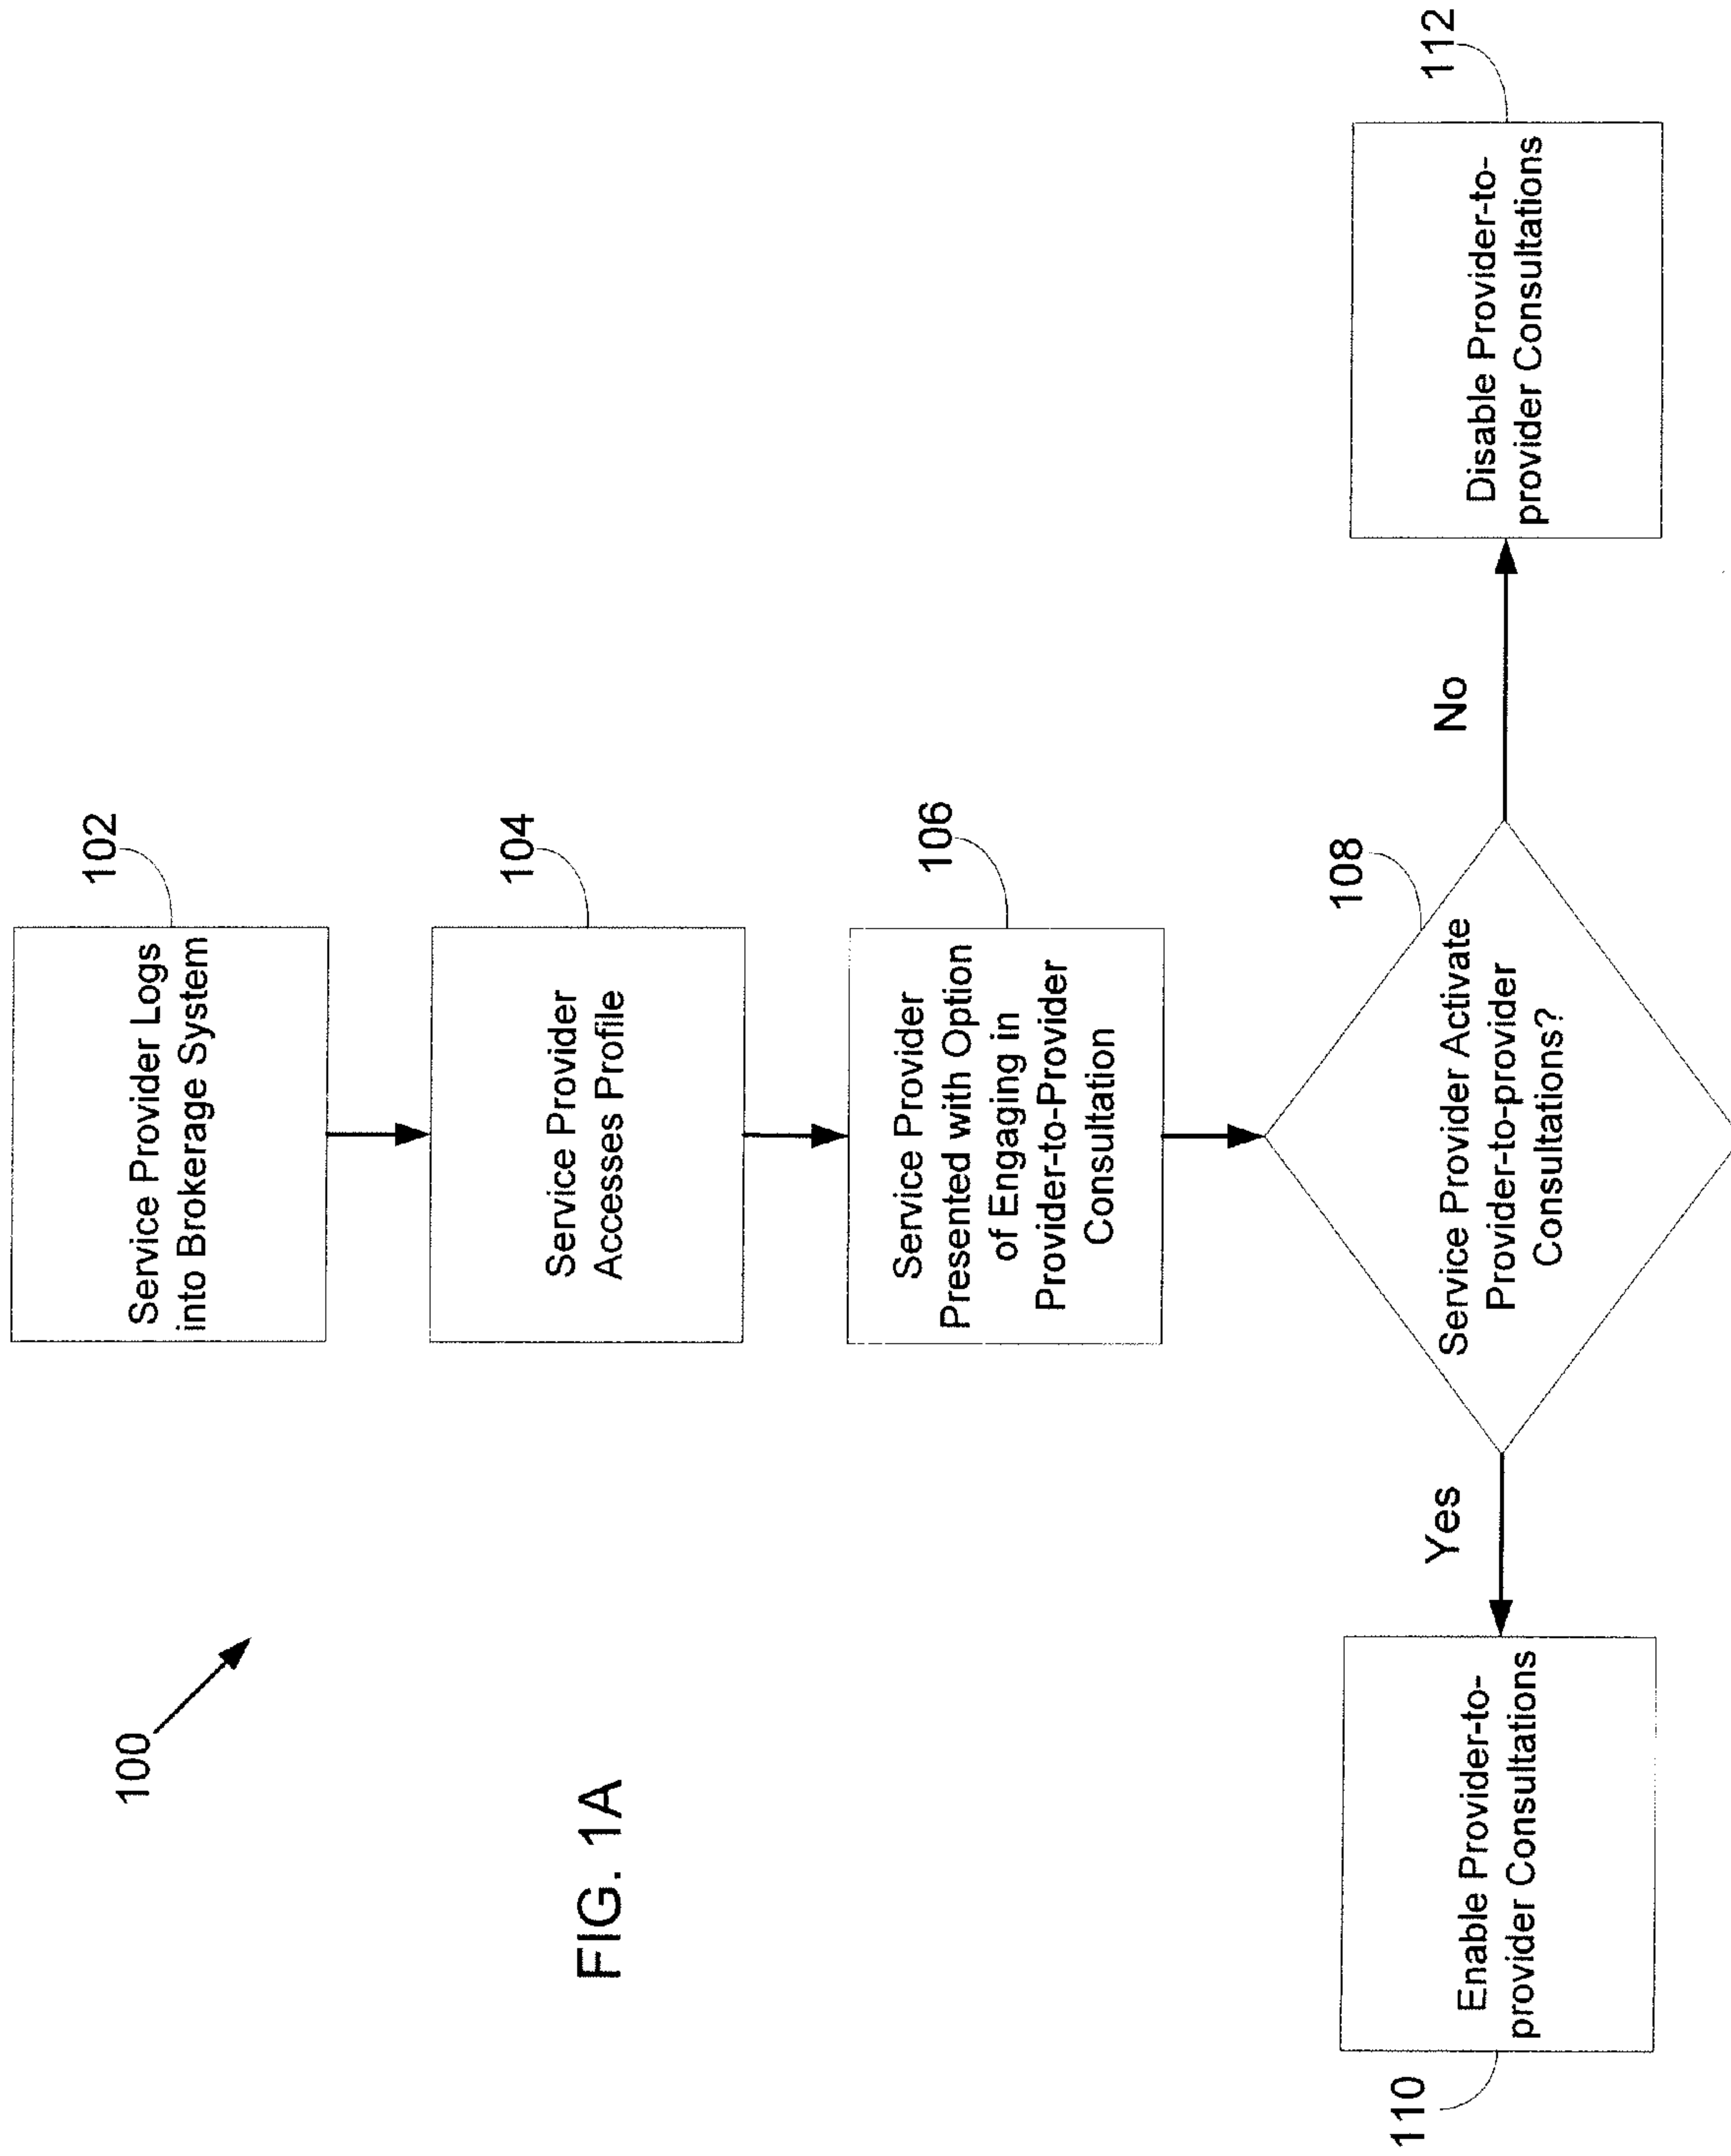 100
FIG. 1A
102
Service Provider Logs
into Brokerage System
104
Service Provider
Accesses Profile
106
Service Provider
Presented with Option
of Engaging in
Provider-to-Provider
Consultation
108
Service Provider Activate
Provider-to-provider
Consultations?
Yes
No
110
Enable Provider-to-
provider Consultations
112
Disable Provider-to-
provider Consultations